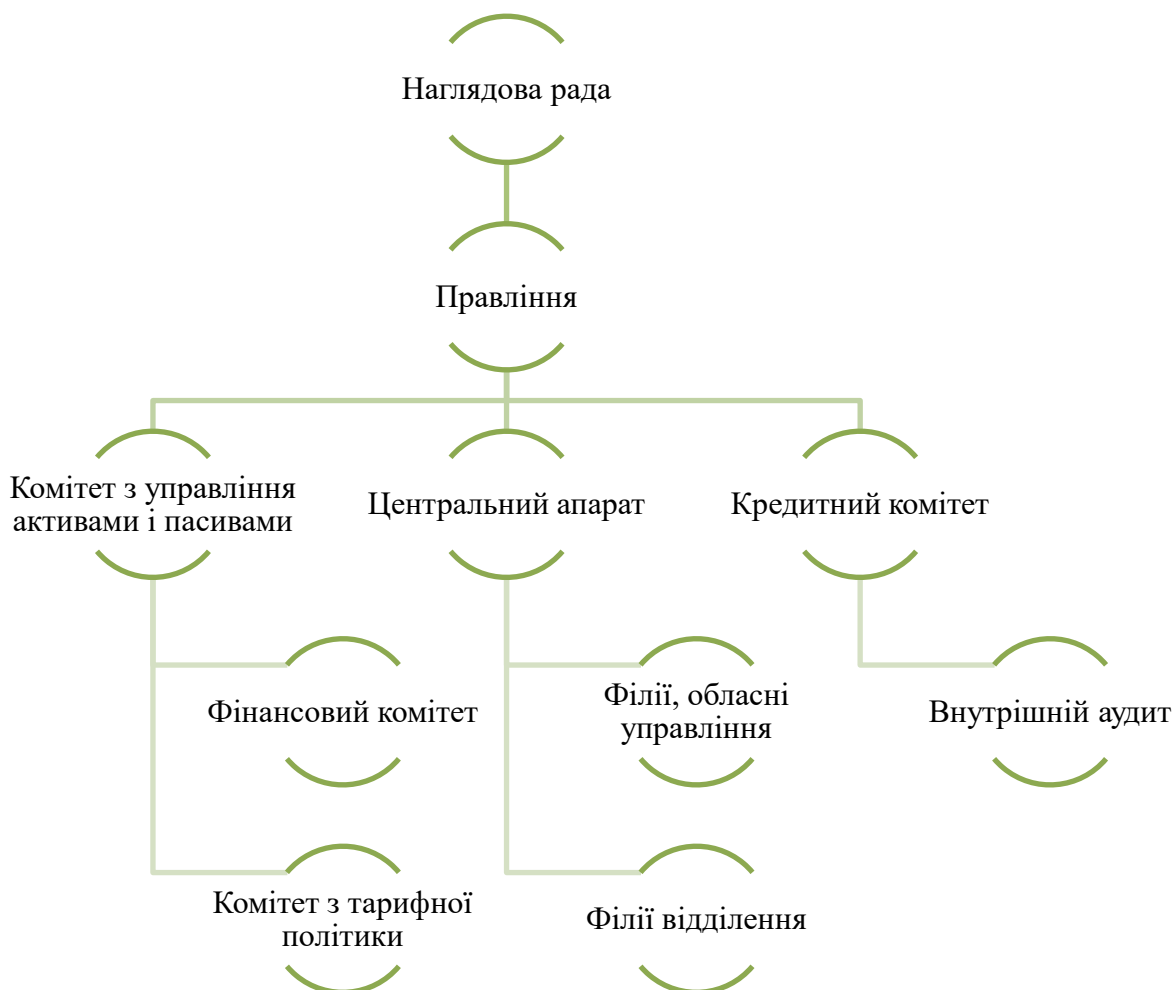 Наглядова рада
Правління
Комітет з управління
активами і пасивами
Центральний апарат
Кредитний комітет
Фінансовий комітет
Філії, обласні
управління
Внутрішній аудит
Комітет з тарифної
політики
Філії відділення